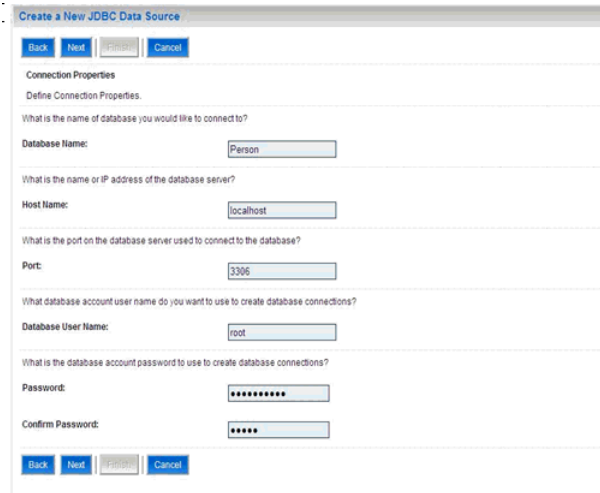 Create a New JDBC Data Source
Back Next Finish Cancel
Connection Properties
Define Connection Properties.
What is the name of database you would like to connect to?
Database Name: Person
What is the name or IP address of the database server?
Host Name: localhost
What is the port on the database server used to connect to the database?
Port: 3306
What database account user name do you want to use to create database connections?
Database User Name: root
What is the database account password to use to create database connections?
Password: ••••••••••
Confirm Password: •••••
Back Next Finish Cancel